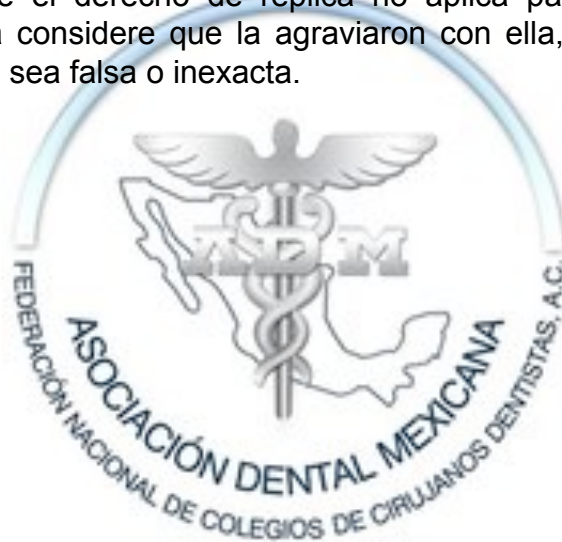 e el derecho de réplica no aplica pa
a considere que la agraviaron con ella,
sea falsa o inexacta.
ADM
ASOCIACIÓN DENTAL MEXICANA
FEDERACIÓN NACIONAL DE COLEGIOS DE CIRUJANOS DENTISTAS, A.C.